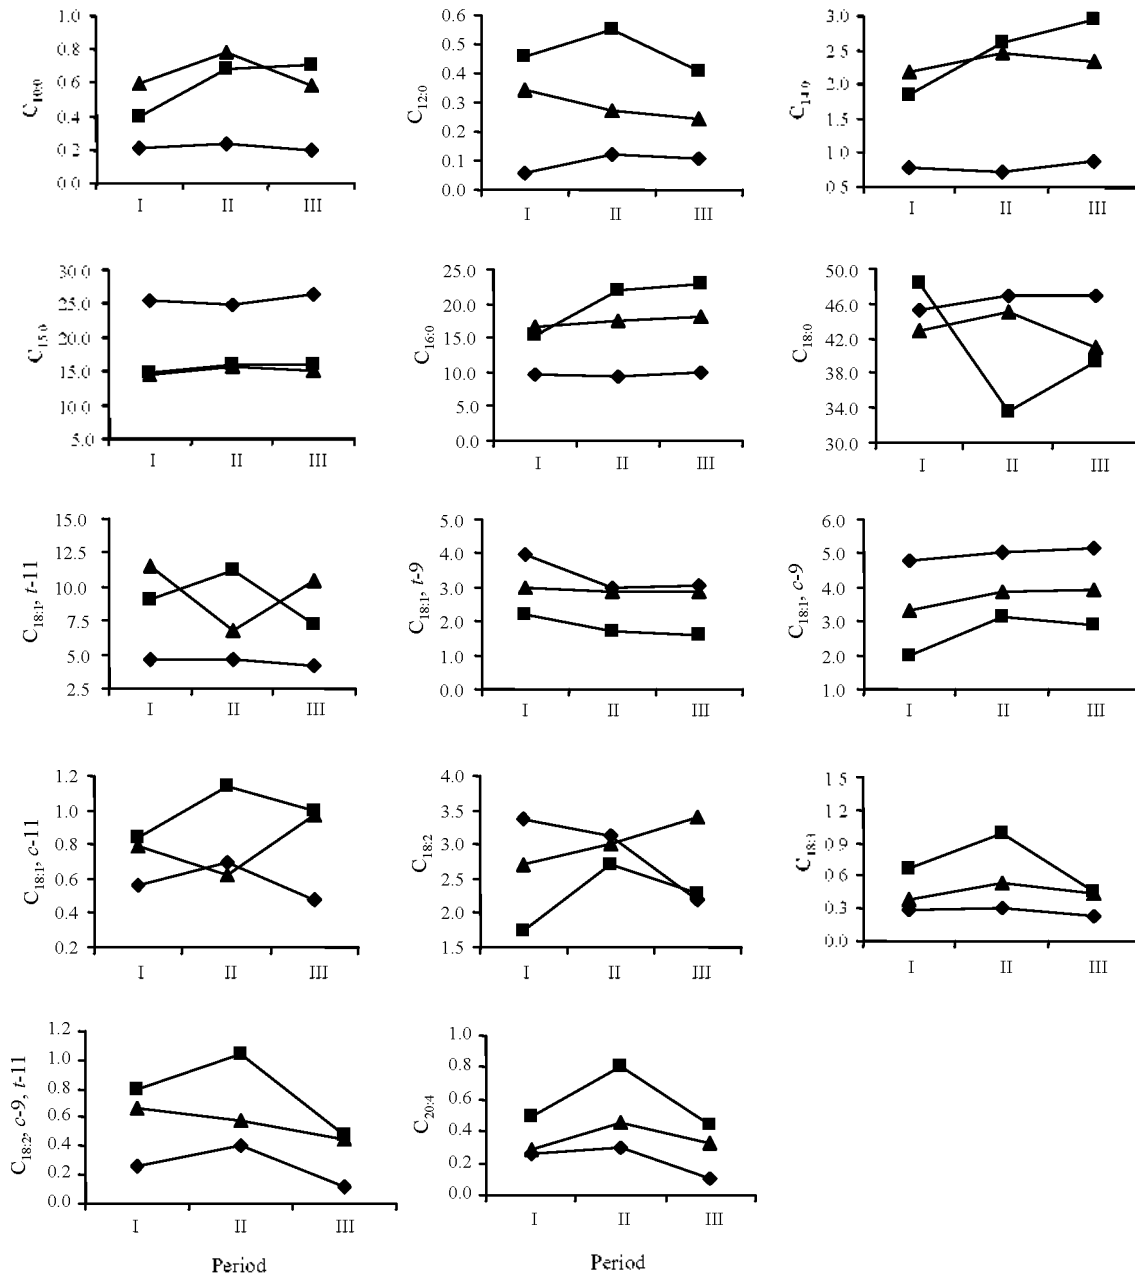 C10:0
1.0
0.8
0.6
0.4
0.2
0.0
I II III
C12:0
0.6
0.5
0.4
0.3
0.2
0.1
0.0
I II III
C14:0
3.0
2.5
2.0
1.5
1.0
0.5
I II III
C15:0
30.0
25.0
20.0
15.0
10.0
5.0
I II III
C16:0
25.0
20.0
15.0
10.0
5.0
0.0
I II III
C18:0
50.0
46.0
42.0
38.0
34.0
30.0
I II III
C18:1, t-11
15.0
12.5
10.0
7.5
5.0
2.5
I II III
C18:1, t-9
5.0
4.0
3.0
2.0
1.0
0.0
I II III
C18:1, c-9
6.0
5.0
4.0
3.0
2.0
1.0
I II III
C18:1, c-11
1.2
1.0
0.8
0.6
0.4
0.2
I II III
C18:2
4.0
3.5
3.0
2.5
2.0
1.5
I II III
C18:3
1.5
1.2
0.9
0.6
0.3
0.0
I II III
C18:2, c-9, t-11
1.2
1.0
0.8
0.6
0.4
0.2
0.0
I II III
Period
C20:4
1.0
0.8
0.6
0.4
0.2
0.0
I II III
Period